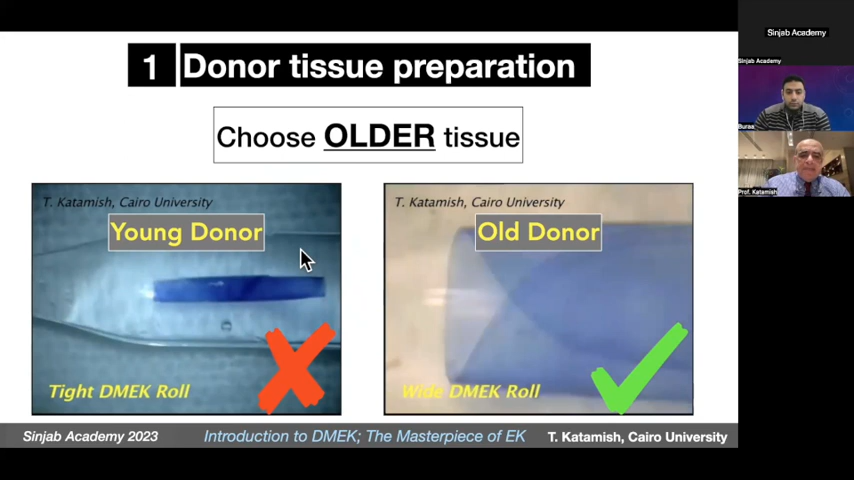 1 Donor tissue preparation
Choose OLDER tissue
T. Katamish, Cairo University
Young Donor
Tight DMEK Roll
T. Katamish, Cairo University
Old Donor
Wide DMEK Roll
Sinjab Academy 2023
Introduction to DMEK; The Masterpiece of EK
T. Katamish, Cairo University
Sinjab Academy
Sinjab Academy
Buraa
Prof. Katamish